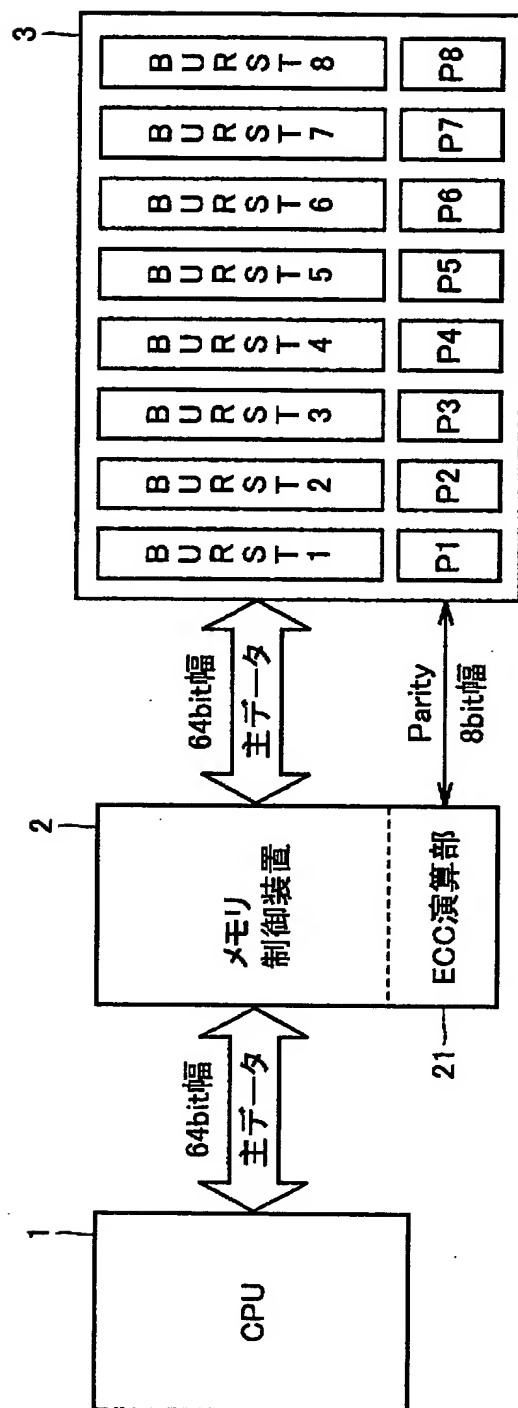 1
CPU
64bit幅
主データ
2
メモリ
制御装置
ECC演算部
21
64bit幅
主データ
Parity
8bit幅
3
BURST1
P1
BURST2
P2
BURST3
P3
BURST4
P4
BURST5
P5
BURST6
P6
BURST7
P7
BURST8
P8